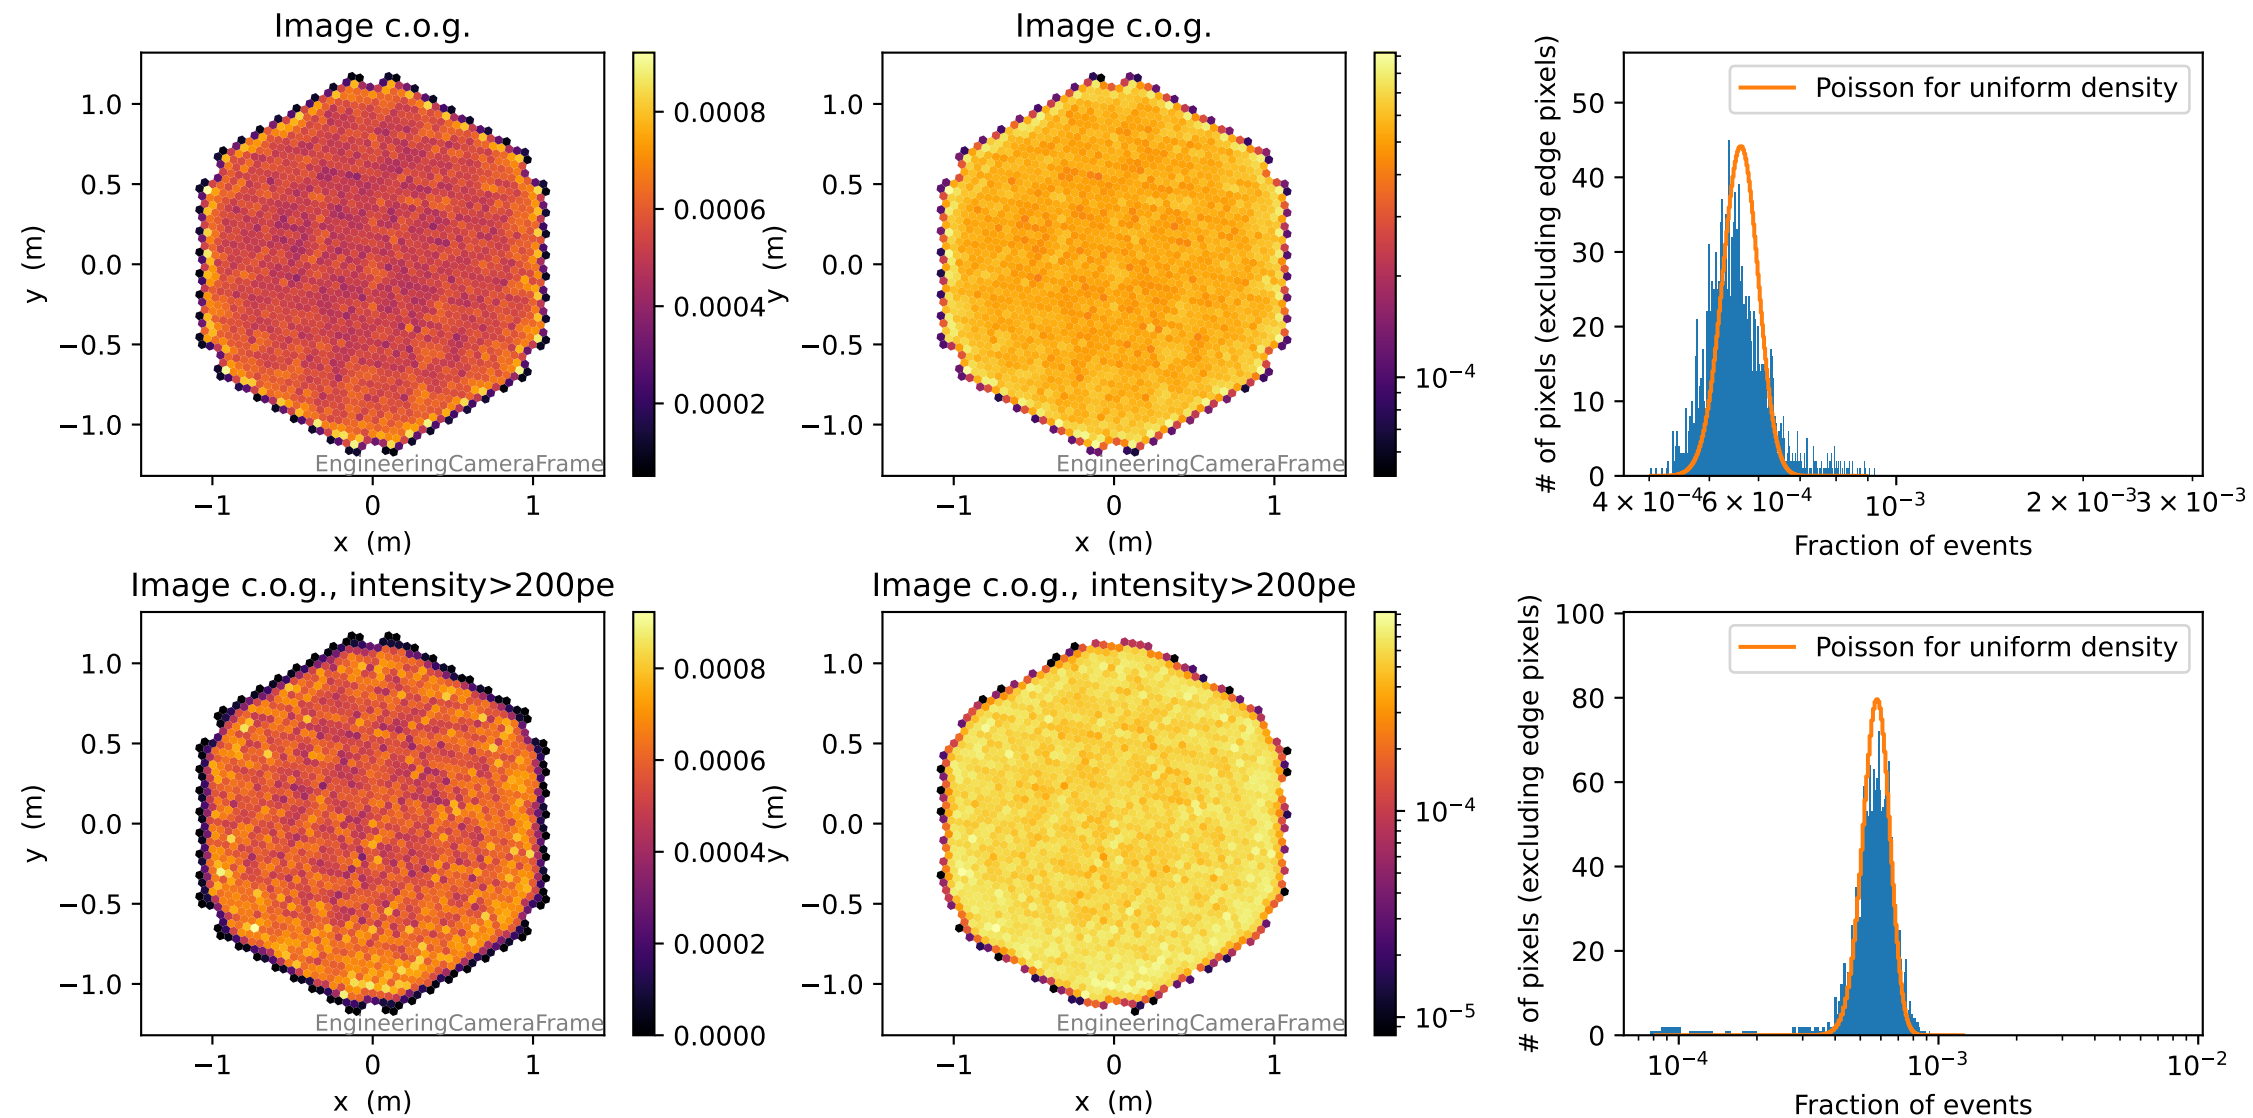 Image c.o.g.
1.0
0.5
0.0
−0.5
−1.0
y (m)
−1
0
1
x (m)
EngineeringCameraFrame
0.0008
0.0006
0.0004
0.0002
Image c.o.g.
1.0
0.5
0.0
−0.5
−1.0
y (m)
−1
0
1
x (m)
EngineeringCameraFrame
10⁻⁴
Poisson for uniform density
# of pixels (excluding edge pixels)
50
40
30
20
10
0
4 × 10⁻⁴
6 × 10⁻⁴
10⁻³
2 × 10⁻³
3 × 10⁻³
Fraction of events
Image c.o.g., intensity>200pe
1.0
0.5
0.0
−0.5
−1.0
y (m)
−1
0
1
x (m)
EngineeringCameraFrame
0.0008
0.0006
0.0004
0.0002
0.0000
Image c.o.g., intensity>200pe
1.0
0.5
0.0
−0.5
−1.0
y (m)
−1
0
1
x (m)
EngineeringCameraFrame
10⁻⁴
10⁻⁵
Poisson for uniform density
# of pixels (excluding edge pixels)
100
80
60
40
20
0
10⁻⁴
10⁻³
10⁻²
Fraction of events